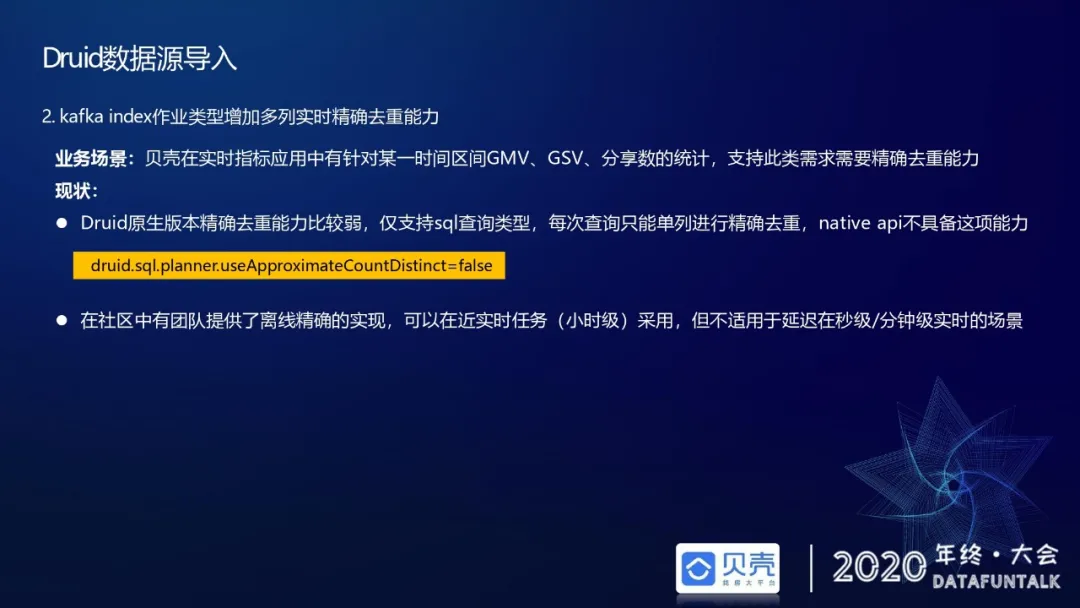 Druid数据源导入
2. kafka index作业类型增加多列实时精确去重能力
业务场景：贝壳在实时指标应用中有针对某一时间区间GMV、GSV、分享数的统计，支持此类需求需要精确去重能力
现状：
● Druid原生版本精确去重能力比较弱，仅支持sql查询类型，每次查询只能单列进行精确去重，native api不具备这项能力
druid.sql.planner.useApproximateCountDistinct=false
● 在社区中有团队提供了离线精确的实现，可以在近实时任务（小时级）采用，但不适用于延迟在秒级/分钟级实时的场景
贝壳
2020 年终·大会
DATAFUNTALK